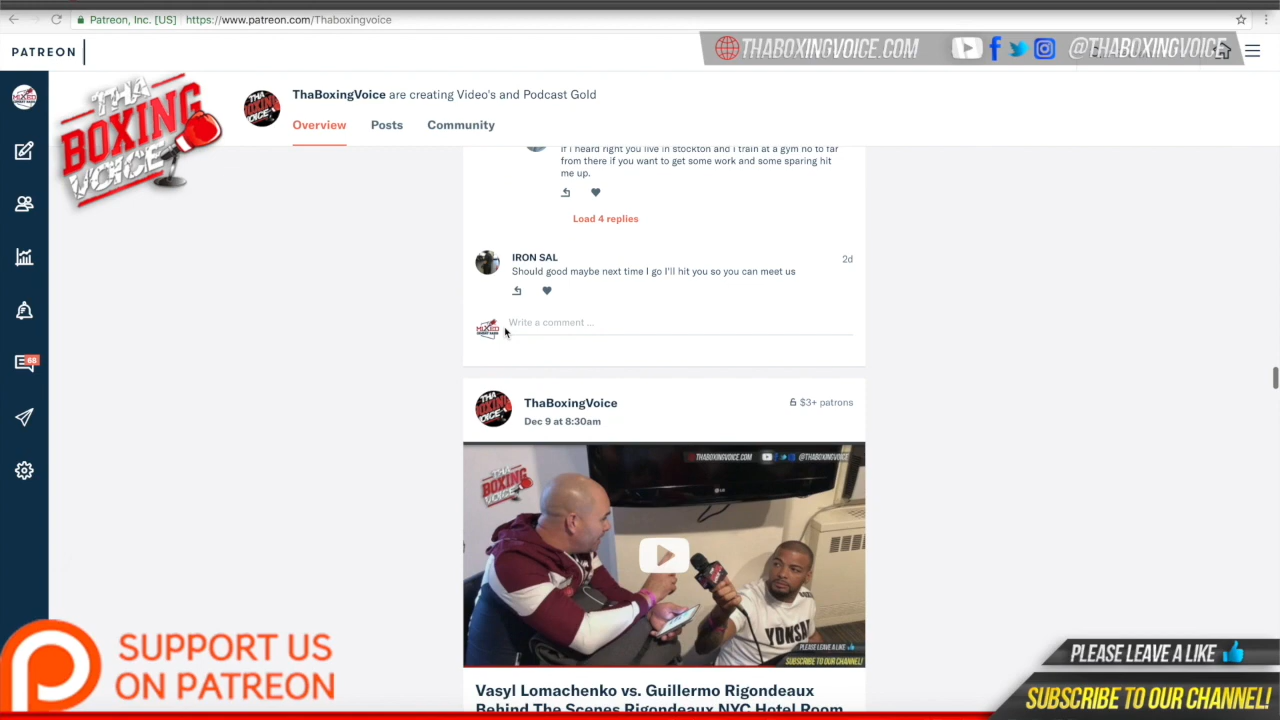 Patreon, Inc. [US]
https://www.patreon.com/Thaboxingvoice
PATREON
THABOXINGVOICE.COM
@THABOXINGVOICE
THA BOXING VOICE
ThaBoxingVoice are creating Video's and Podcast Gold
Overview
Posts
Community
If I heard right you live in stockton and I train at a gym no to far
from there if you want to get some work and some sparing hit
me up.
Load 4 replies
IRON SAL
2d
Should good maybe next time I go I'll hit you so you can meet us
Write a comment ...
68
ThaBoxingVoice
$3+ patrons
Dec 9 at 8:30am
THABOXINGVOICE.COM
@THABOXINGVOICE
THA BOXING VOICE
LG
YONSAI
PLEASE LEAVE A LIKE
SUBSCRIBE TO OUR CHANNEL!
Vasyl Lomachenko vs. Guillermo Rigondeaux
Behind The Scenes Rigondeaux NYC Hotel Room
SUPPORT US
ON PATREON
PLEASE LEAVE A LIKE
SUBSCRIBE TO OUR CHANNEL!